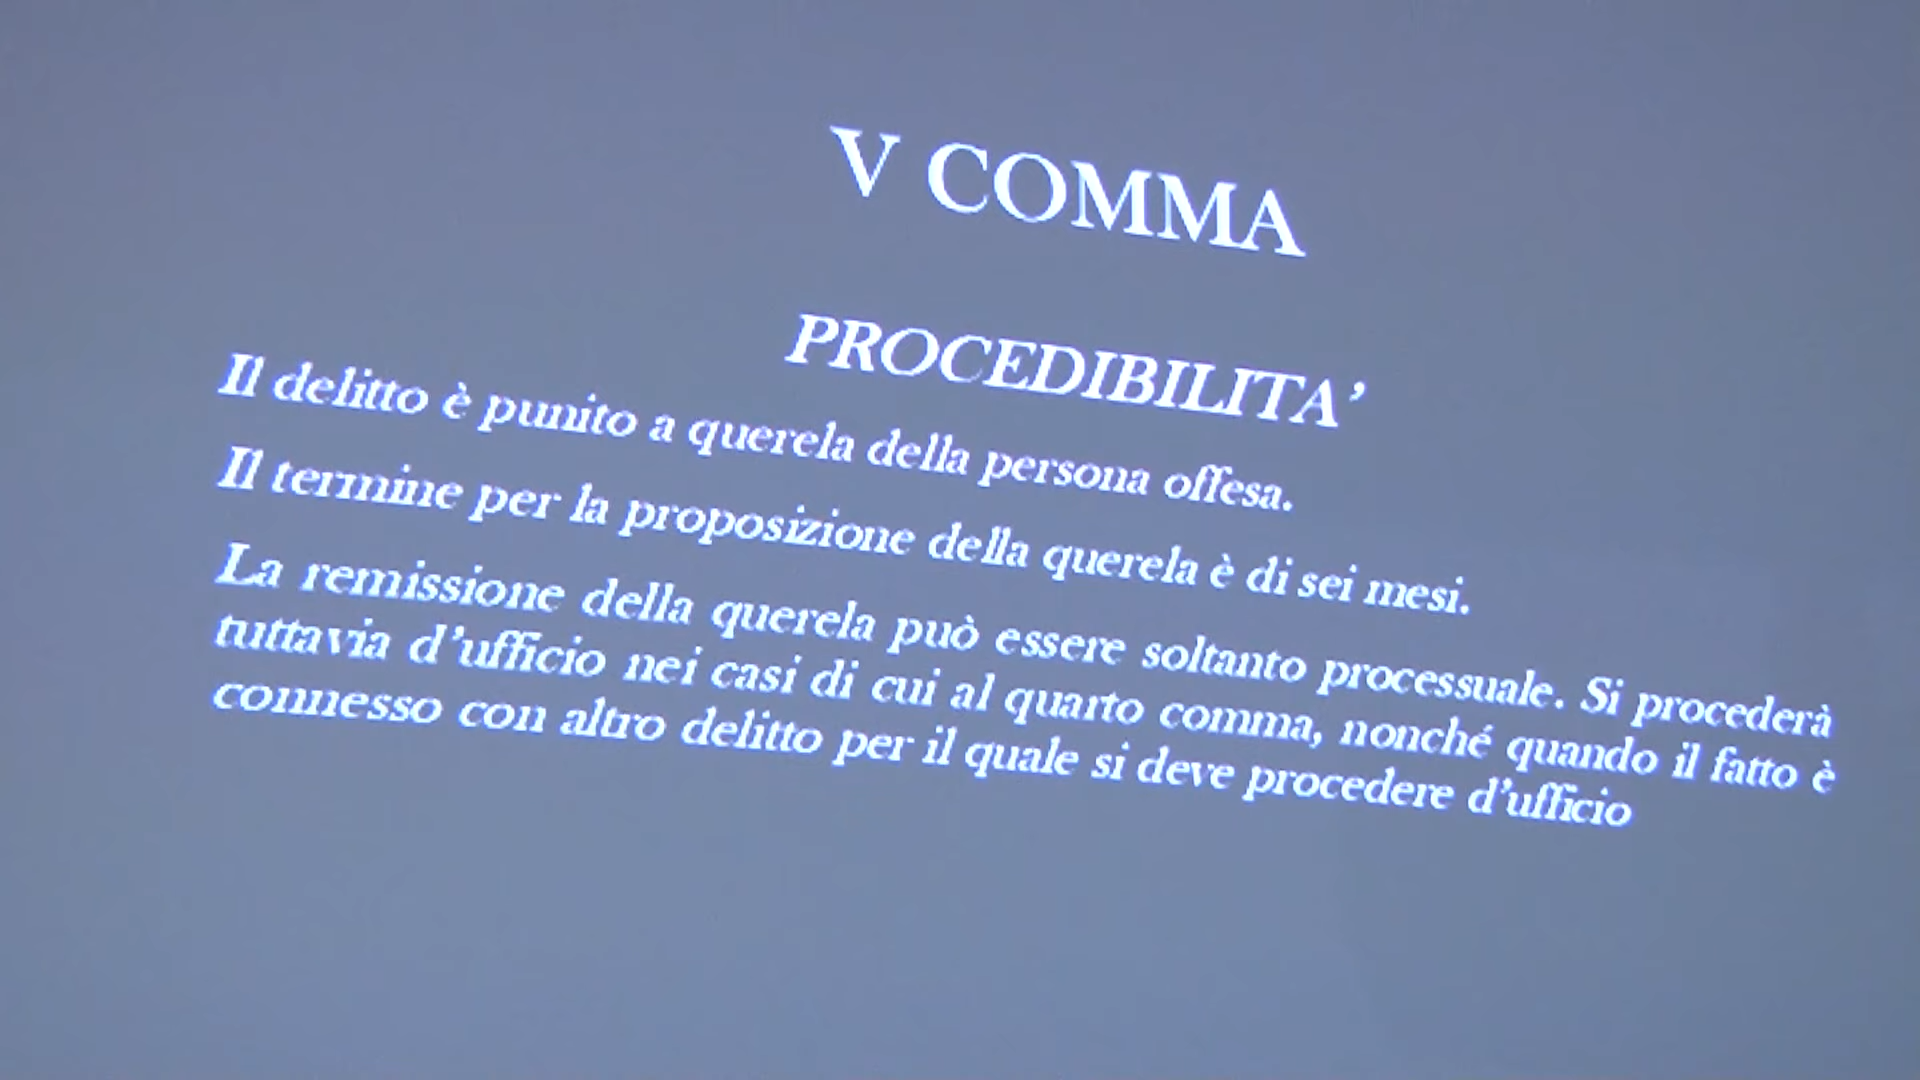 V COMMA
PROCEDIBILITA’
Il delitto è punito a querela della persona offesa.
Il termine per la proposizione della querela è di sei mesi.
La remissione della querela può essere soltanto processuale. Si procederà
tuttavia d’ufficio nei casi di cui al quarto comma, nonché quando il fatto è
connesso con altro delitto per il quale si deve procedere d’ufficio